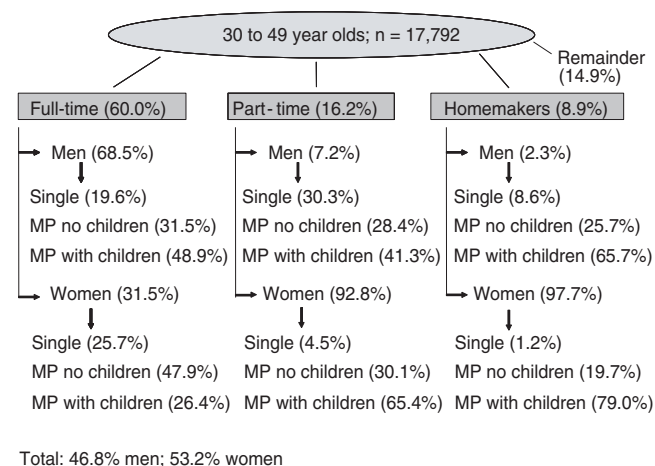 30 to 49 year olds; n = 17,792
Remainder
(14.9%)
Full-time (60.0%)
Men (68.5%)
Single (19.6%)
MP no children (31.5%)
MP with children (48.9%)
Women (31.5%)
Single (25.7%)
MP no children (47.9%)
MP with children (26.4%)
Part-time (16.2%)
Men (7.2%)
Single (30.3%)
MP no children (28.4%)
MP with children (41.3%)
Women (92.8%)
Single (4.5%)
MP no children (30.1%)
MP with children (65.4%)
Homemakers (8.9%)
Men (2.3%)
Single (8.6%)
MP no children (25.7%)
MP with children (65.7%)
Women (97.7%)
Single (1.2%)
MP no children (19.7%)
MP with children (79.0%)
Total: 46.8% men; 53.2% women